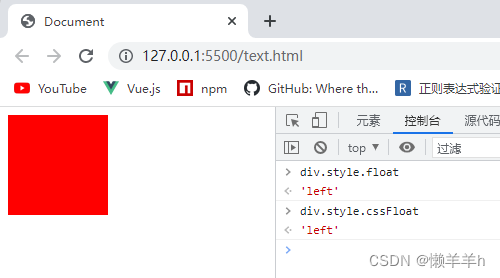 Document
127.0.0.1:5500/text.html
YouTube Vue.js npm GitHub: Where th... 正则表达式验证
元素 控制台 源代码
top 过滤
div.style.float
'left'
div.style.cssFloat
'left'
CSDN @懒羊羊h